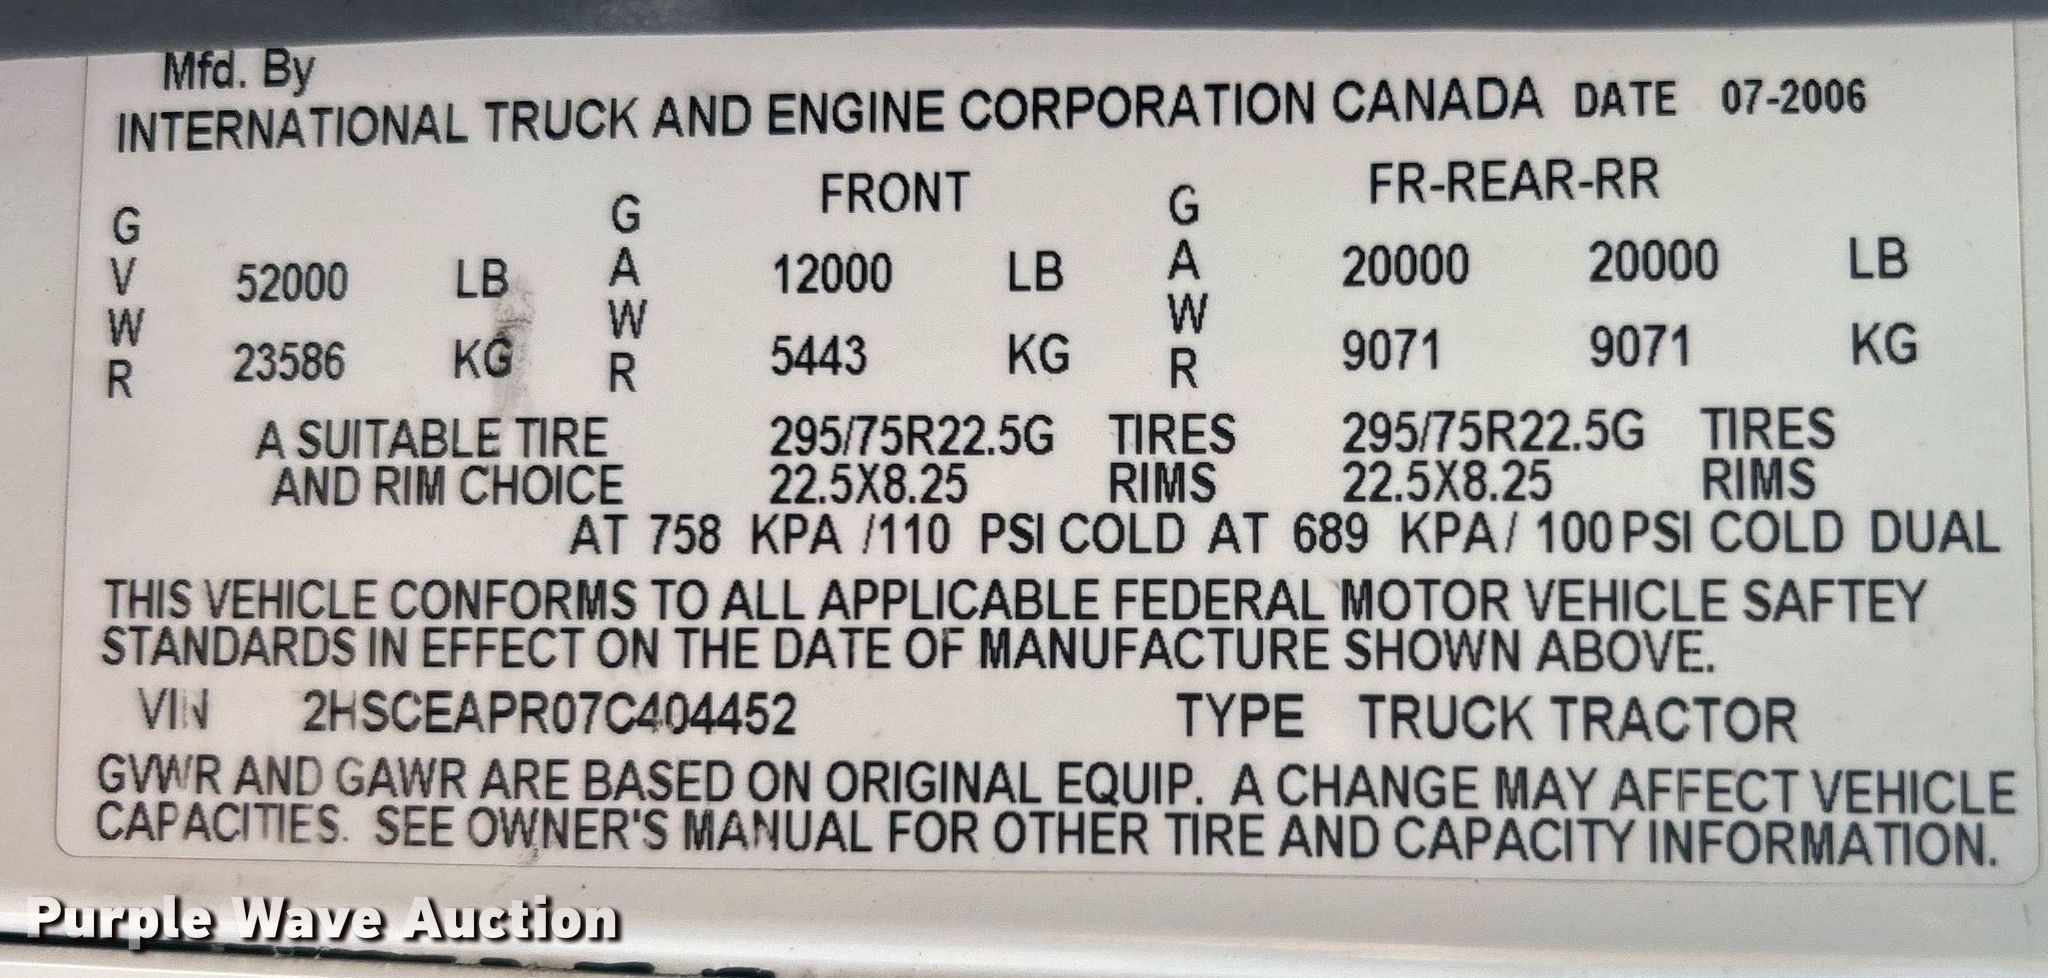 Mfd. By
INTERNATIONAL TRUCK AND ENGINE CORPORATION CANADA DATE 07-2006
GVWR GAWR FRONT GAWR FR-REAR-RR
52000 LB 12000 LB 20000 20000 LB
23586 KG 5443 KG 9071 9071 KG
A SUITABLE TIRE 295/75R22.5G TIRES 295/75R22.5G TIRES
AND RIM CHOICE 22.5X8.25 RIMS 22.5X8.25 RIMS
AT 758 KPA /110 PSI COLD AT 689 KPA/ 100 PSI COLD DUAL
THIS VEHICLE CONFORMS TO ALL APPLICABLE FEDERAL MOTOR VEHICLE SAFTEY
STANDARDS IN EFFECT ON THE DATE OF MANUFACTURE SHOWN ABOVE.
VIN 2HSCEAPR07C404452 TYPE TRUCK TRACTOR
GVWR AND GAWR ARE BASED ON ORIGINAL EQUIP. A CHANGE MAY AFFECT VEHICLE
CAPACITIES. SEE OWNER'S MANUAL FOR OTHER TIRE AND CAPACITY INFORMATION.
Purple Wave Auction